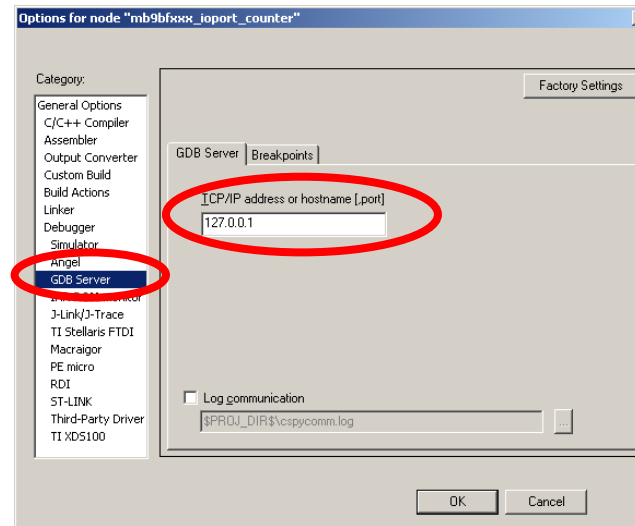 Options for node "mb9bfxxx_ioport_counter"
Category:
Factory Settings
General Options
C/C++ Compiler
Assembler
Output Converter
Custom Build
Build Actions
Linker
Debugger
Simulator
Angel
GDB Server
J-Link/J-Trace
TI Stellaris FTDI
Macraigor
PE micro
RDI
ST-LINK
Third-Party Driver
TI XDS100
GDB Server
Breakpoints
TCP/IP address or hostname [,port]
127.0.0.1
Log communication
$PROJ_DIR$\cspycomm.log
...
OK
Cancel